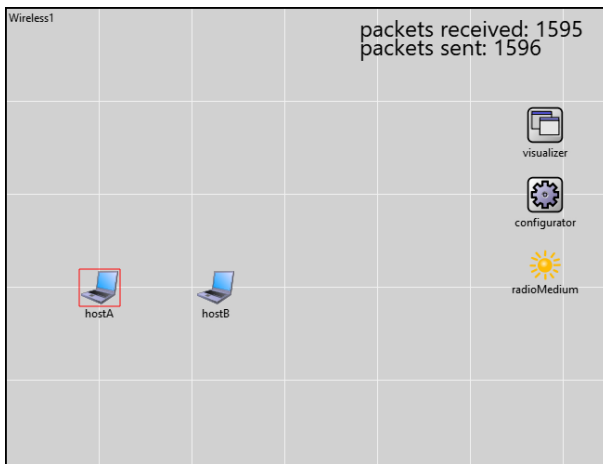 Wireless1
packets received: 1595
packets sent: 1596
visualizer
configurator
radioMedium
hostA
hostB